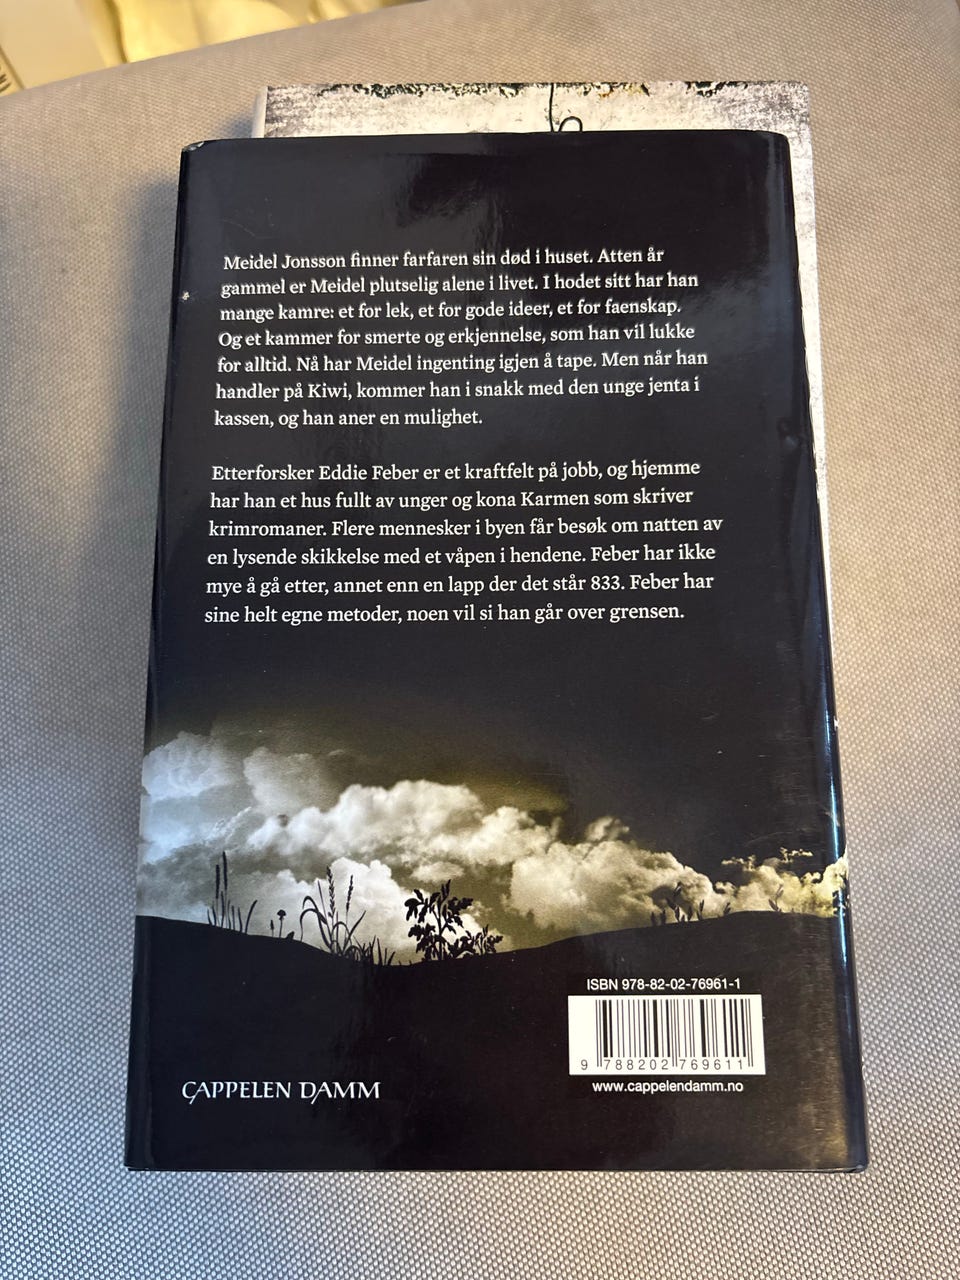 Meidel Jonsson finner farfaren sin død i huset. Atten år
gammel er Meidel plutselig alene i livet. I hodet sitt har han
mange kamre: et for lek, et for gode ideer, et for faenskap.
Og et kammer for smerte og erkjennelse, som han vil lukke
for alltid. Nå har Meidel ingenting igjen å tape. Men når han
handler på Kiwi, kommer han i snakk med den unge jenta i
kassen, og han aner en mulighet.
Etterforsker Eddie Feber er et kraftfelt på jobb, og hjemme
har han et hus fullt av unger og kona Karmen som skriver
krimromaner. Flere mennesker i byen får besøk om natten av
en lysende skikkelse med et våpen i hendene. Feber har ikke
mye å gå etter, annet enn en lapp der det står 833. Feber har
sine helt egne metoder, noen vil si han går over grensen.
ISBN 978-82-02-76961-1
9 788202 769611
www.cappelendamm.no
CAPPELEN DAMM